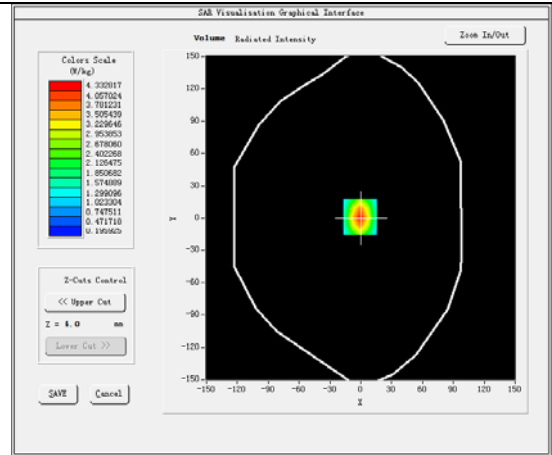 SAR Visualisation Graphical Interface
Volume Radiated Intensity
Zoom In/Out
Colors Scale
(W/kg)
4.332817
4.057024
3.781231
3.505439
3.229646
2.953853
2.678060
2.402268
2.126475
1.850682
1.574889
1.299096
1.023304
0.747511
0.471718
0.195925
Z-Cuts Control
<< Upper Cut
Z = 4.0 mm
Lower Cut >>
SAVE
Cancel
150
120
90
60
30
Y
0
-30
-60
-90
-120
-150
-150 -120 -90 -60 -30 0 30 60 90 120 150
X